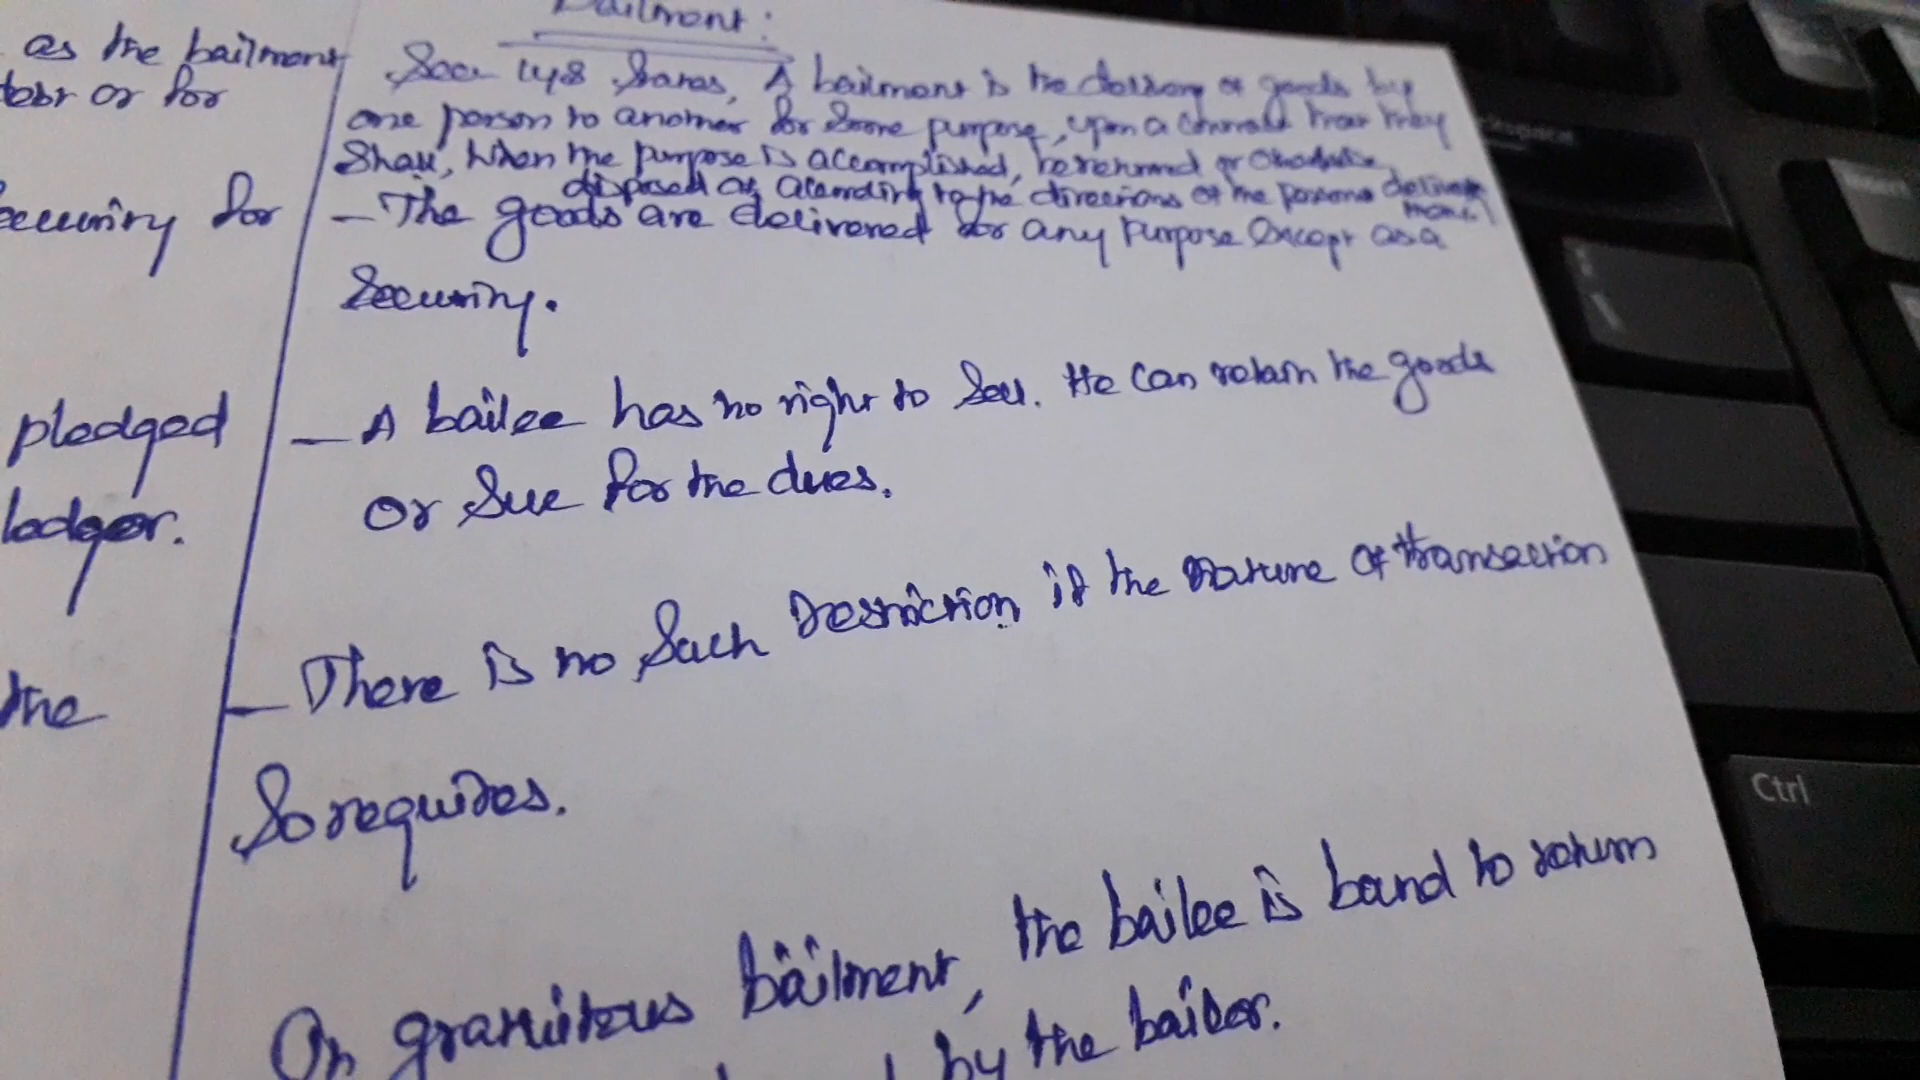 Bailment:
as the bailment
debt or for
security for
pledged
ledger.
the
Sec 148 States, A bailment is the delivery of goods by
one person to another for some purpose, upon a contract that they
Shall, when the purpose is accomplished, be returned or otherwise
disposed of according to the directions of the persons delivering
them.
– The goods are delivered for any purpose except as a
Security.
– A bailee has no right to Sell. He can retain the goods
or Sue for the dues.
– There is no Such restriction if the nature of transaction
So requires.
On gratuitous bailment, the bailee is bound to return
by the bailor.
Ctrl